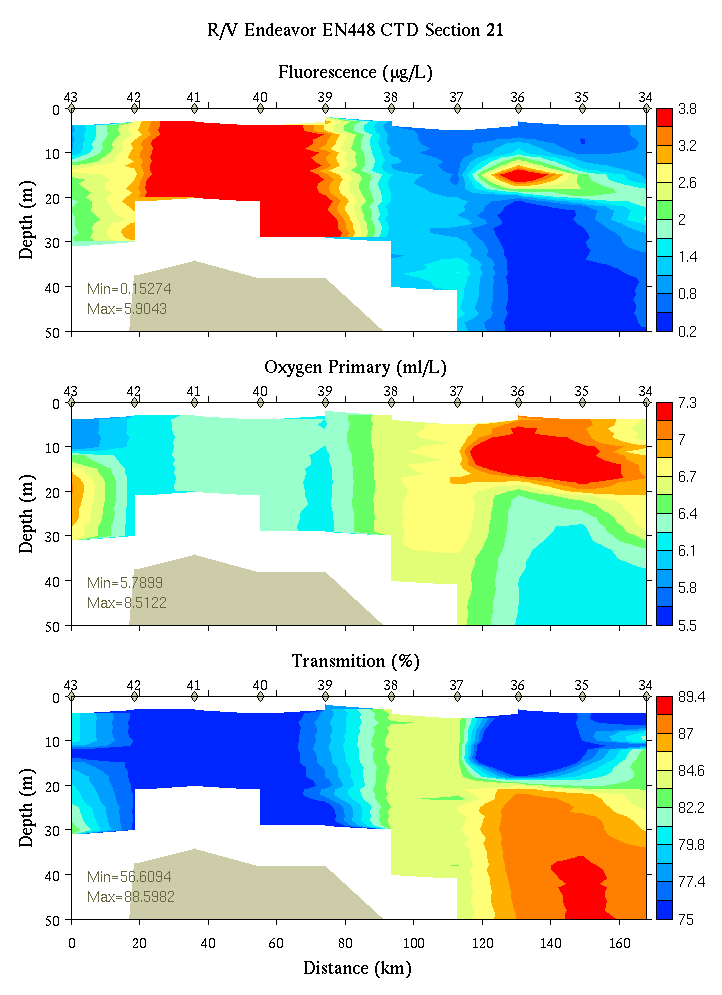 R/V Endeavor EN448 CTD Section 21
Fluorescence (µg/L)
43 42 41 40 39 38 37 36 35 34
0
10
20
30
40
50
Depth (m)
Min=0.15274
Max=5.9043
3.8
3.2
2.6
2
1.4
0.8
0.2
Oxygen Primary (ml/L)
43 42 41 40 39 38 37 36 35 34
0
10
20
30
40
50
Depth (m)
Min=5.7899
Max=8.5122
7.3
7
6.7
6.4
6.1
5.8
5.5
Transmition (%)
43 42 41 40 39 38 37 36 35 34
0
10
20
30
40
50
Depth (m)
Min=56.6094
Max=88.5982
89.4
87
84.6
82.2
79.8
77.4
75
0 20 40 60 80 100 120 140 160
Distance (km)